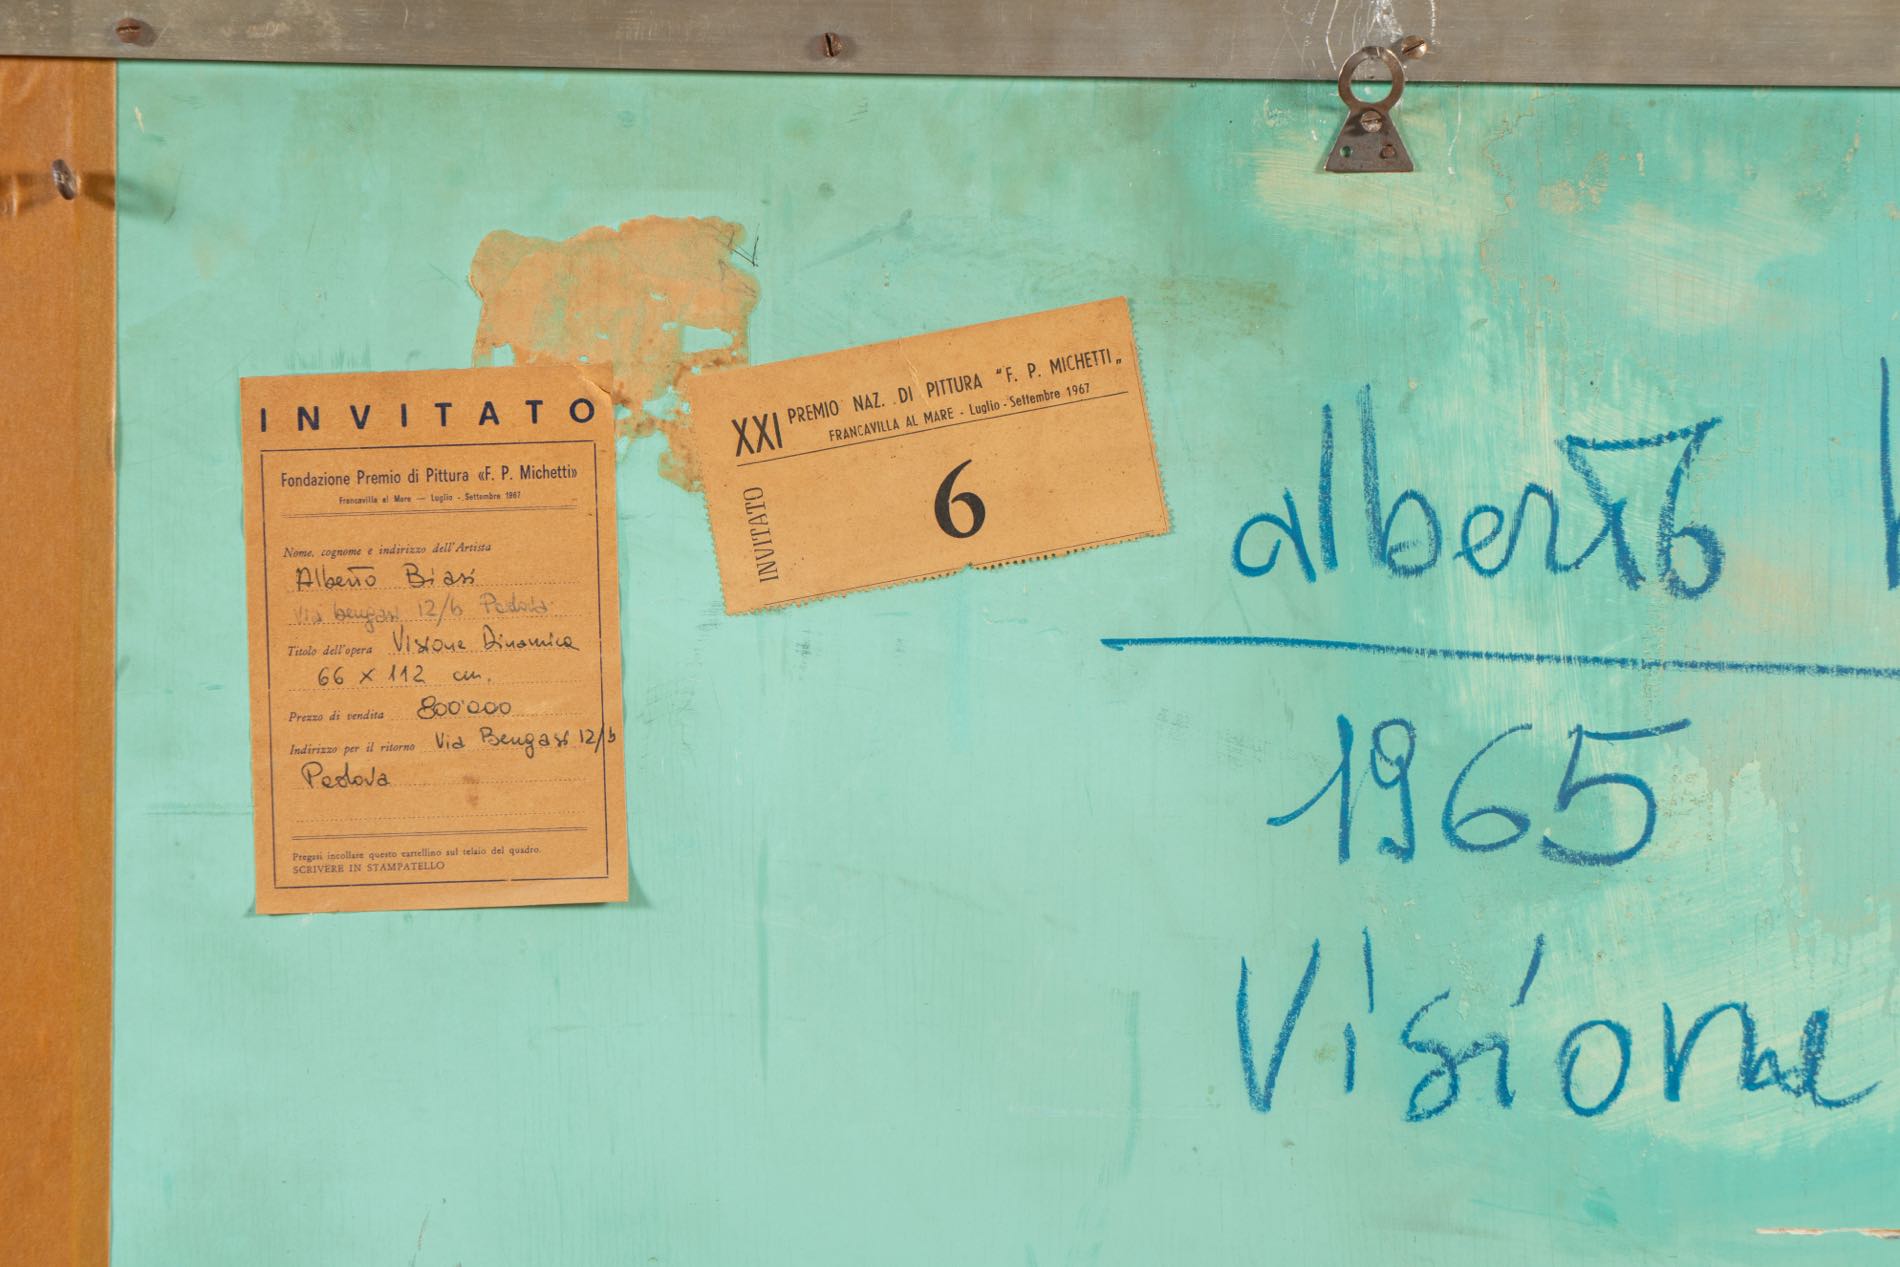 INVITATO
Fondazione Premio di Pittura «F. P. Michetti»
Francavilla al Mare — Luglio - Settembre 1967
Nome, cognome e indirizzo dell'Artista
Alberto Biasi
Via bengasi 12/b Padova
Titolo dell'opera Visione Dinamica
66 x 112 cm.
Prezzo di vendita 800'000
Indirizzo per il ritorno Via Bengasi 12/b
Padova
Pregasi incollare questo cartellino sul telaio del quadro.
SCRIVERE IN STAMPATELLO
XXI PREMIO NAZ. DI PITTURA "F. P. MICHETTI„
FRANCAVILLA AL MARE - Luglio - Settembre 1967
INVITATO
6
alberto
1965
Visione